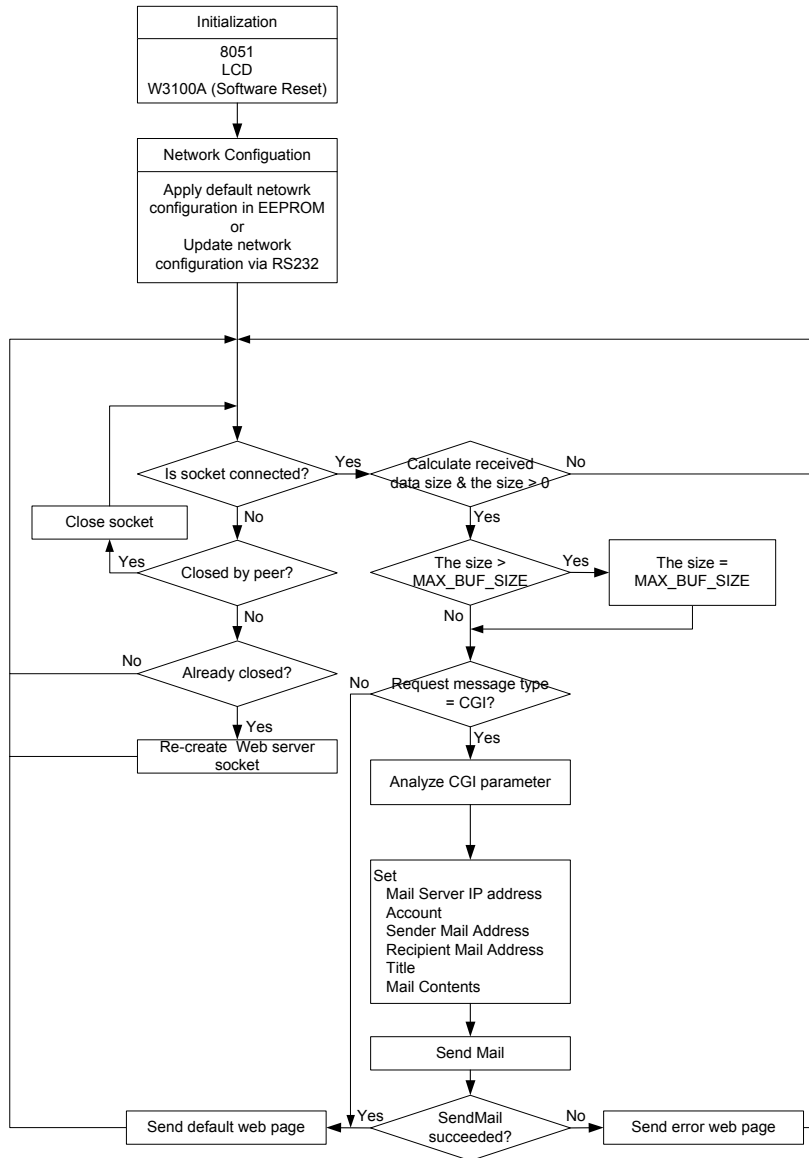 Initialization
8051
LCD
W3100A (Software Reset)
Network Configuation
Apply default netowrk
configuration in EEPROM
or
Update network
configuration via RS232
Is socket connected?
Yes
Calculate received
data size & the size > 0
No
Close socket
No
Yes
Yes
Closed by peer?
The size >
MAX_BUF_SIZE
Yes
The size =
MAX_BUF_SIZE
No
No
No
Already closed?
No
Request message type
= CGI?
Yes
Yes
Re-create Web server
socket
Analyze CGI parameter
Set
Mail Server IP address
Account
Sender Mail Address
Recipient Mail Address
Title
Mail Contents
Send Mail
Send default web page
Yes
SendMail
succeeded?
No
Send error web page